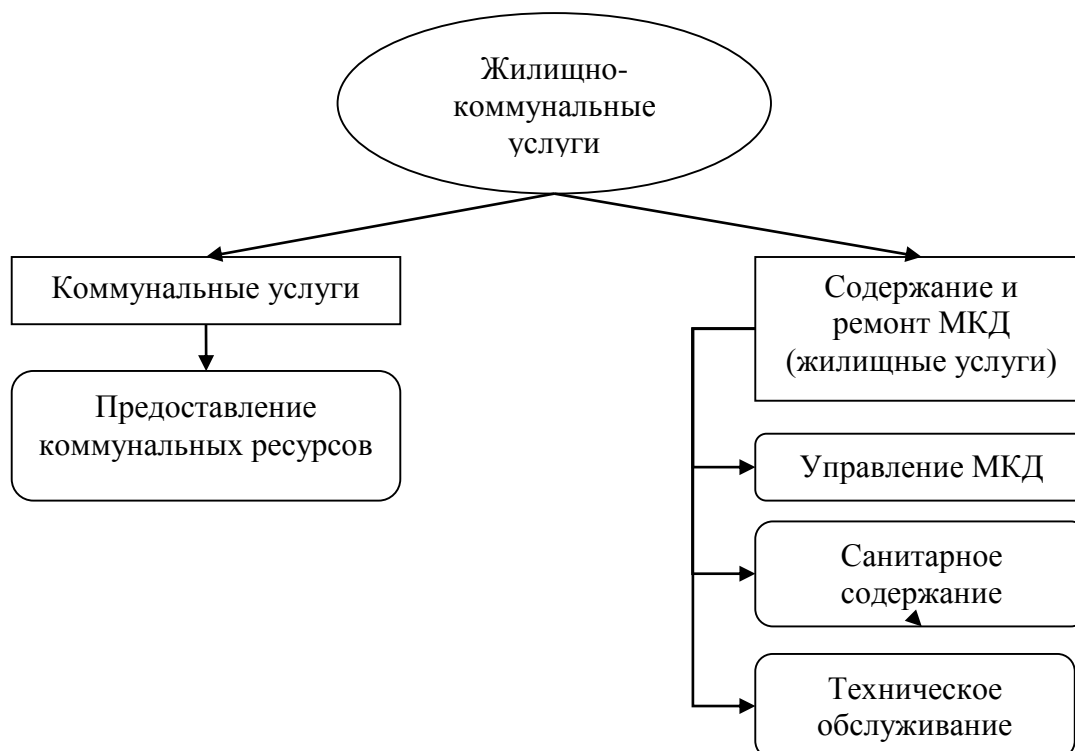 Жилищно-
коммунальные
услуги
Коммунальные услуги
Предоставление
коммунальных ресурсов
Содержание и
ремонт МКД
(жилищные услуги)
Управление МКД
Санитарное
содержание
Техническое
обслуживание